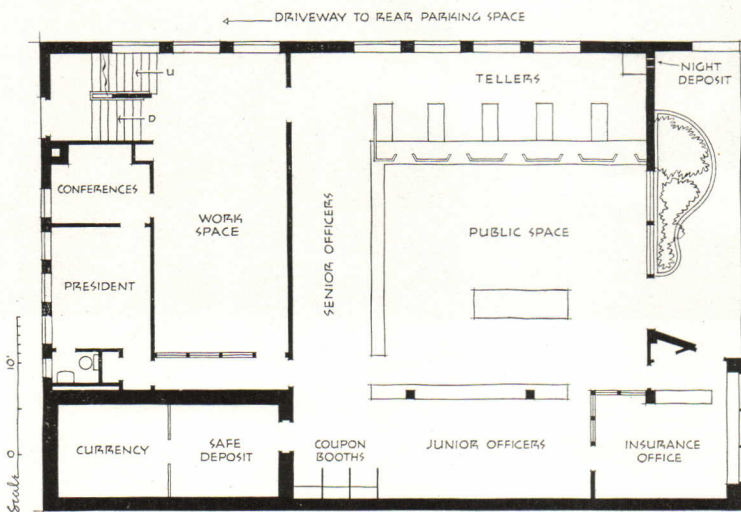 DRIVEWAY TO REAR PARKING SPACE
U
TELLERS
NIGHT
DEPOSIT
D
CONFERENCES
WORK
SPACE
SENIOR OFFICERS
PUBLIC SPACE
PRESIDENT
10'
0
Scale
CURRENCY
SAFE
DEPOSIT
COUPON
BOOTHS
JUNIOR OFFICERS
INSURANCE
OFFICE